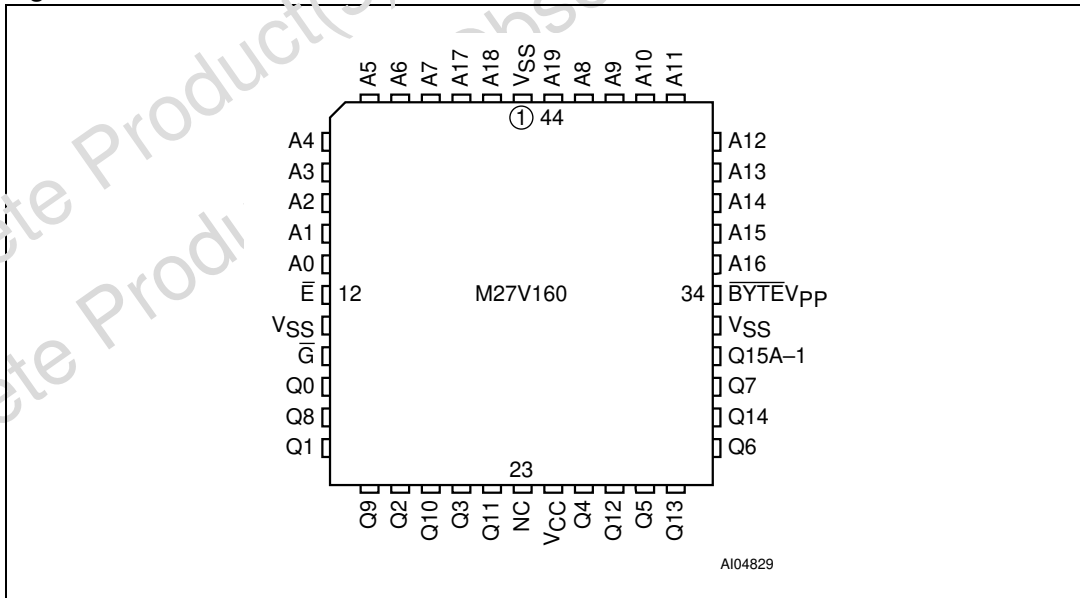 A5 A6 A7 A17 A18 VSS A19 A8 A9 A10 A11
1 44
A4
A3
A2
A1
A0
E̅ 12
VSS
G̅
Q0
Q8
Q1
M27V160
A12
A13
A14
A15
A16
34 B̅Y̅T̅E̅VPP
VSS
Q15A–1
Q7
Q14
Q6
23
Q9 Q2 Q10 Q3 Q11 NC VCC Q4 Q12 Q5 Q13
AI04829